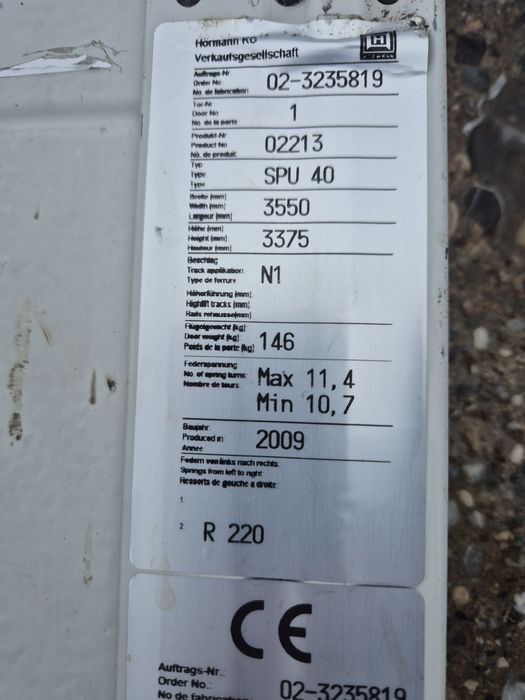 Hörmann KG
Verkaufsgesellschaft
Auftrags-Nr.
Order No
No. de fabrication
02-3235819
Tor-Nr
Door No
No. de la porte
1
Produkt-Nr
Product No
No. de produit
02213
Typ
Type
Type
SPU 40
Breite (mm)
Width (mm)
Largeur (mm)
3550
Höhe (mm)
Height (mm)
Hauteur (mm)
3375
Beschlag
Track application
Type de ferrure
N1
Höherführung (mm)
Highlift tracks (mm)
Rails rehausse(mm)
Flügelgewicht (kg)
Door weight (kg)
Poids de la porte (kg)
146
Federspannung
No. of spring turns
Nombre de tours
Max 11,4
Min 10,7
Baujahr
Produced in
Annee
2009
Federn von links nach rechts
Springs from left to right
Ressorts de gauche a droite
1.
2. R 220
CE
Auftrags-Nr.:
Order No.:
No de fabrication
02-3235819